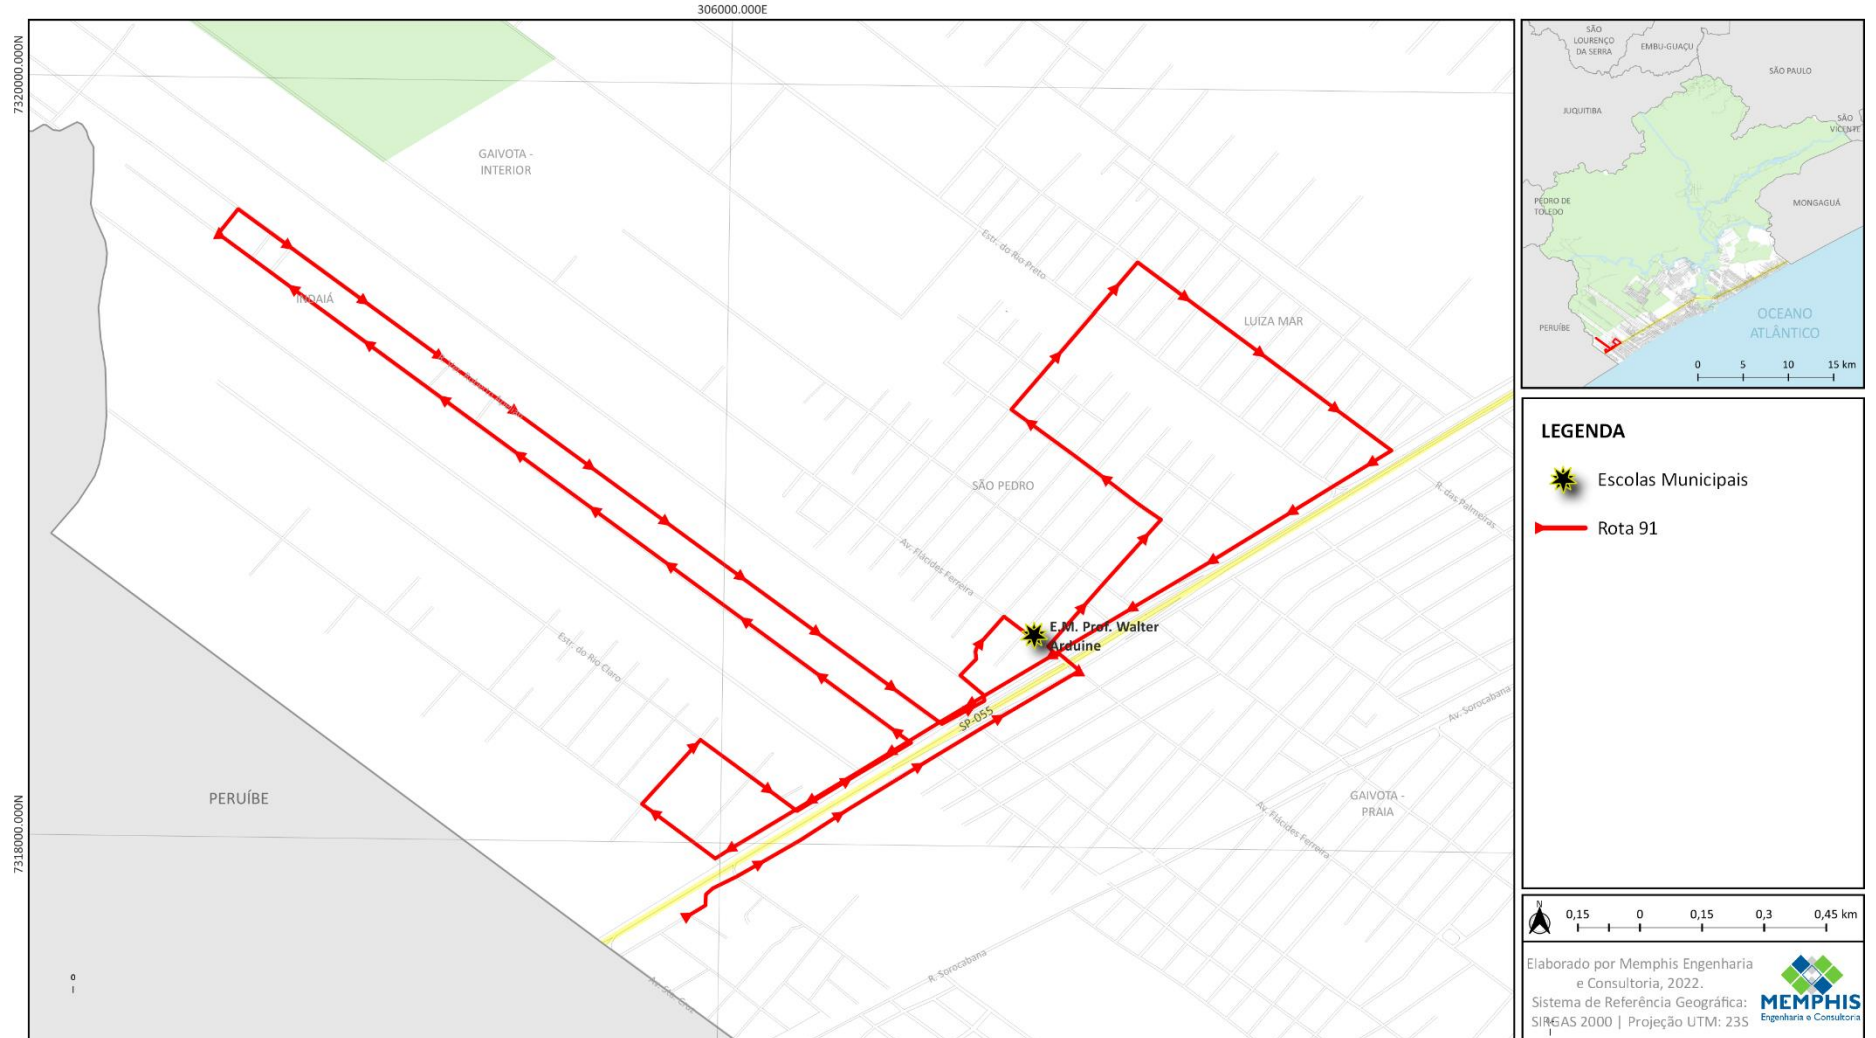 306000.000E
7320000.000N
7318000.000N
GAIVOTA -
INTERIOR
INDAIÁ
Estr. do Rio Preto
LUIZA MAR
SÃO PEDRO
R. das Palmeiras
Av. Flácides Ferreira
E.M. Prof. Walter
Arduine
Estr. do Rio Claro
SP-055
Av. Sorocabana
PERUÍBE
GAIVOTA -
PRAIA
Av. Flácides Ferreira
R. Sorocabana
Av. Sta. Cruz
0
SÃO
LOURENÇO
DA SERRA
EMBU-GUAÇU
SÃO PAULO
JUQUITIBA
SÃO
VICENTE
PEDRO DE
TOLEDO
MONGAGUÁ
OCEANO
ATLÂNTICO
PERUÍBE
0 5 10 15 km
LEGENDA
Escolas Municipais
Rota 91
N
0,15 0 0,15 0,3 0,45 km
Elaborado por Memphis Engenharia
e Consultoria, 2022.
Sistema de Referência Geográfica:
SIRGAS 2000 | Projeção UTM: 23S
MEMPHIS
Engenharia e Consultoria